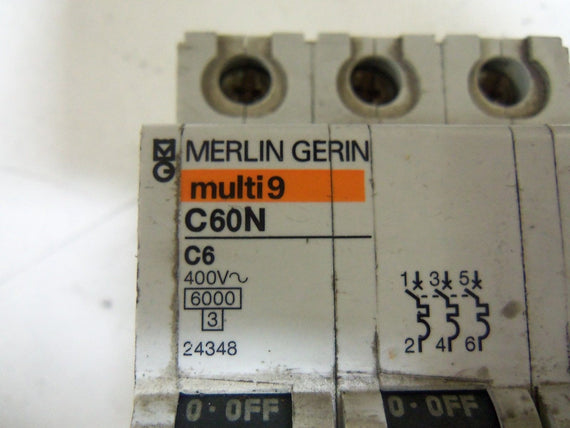 MG MERLIN GERIN
multi 9
C60N
C6
400V~
6000
3
24348
1 3 5
2 4 6
0 · OFF 0 · OFF